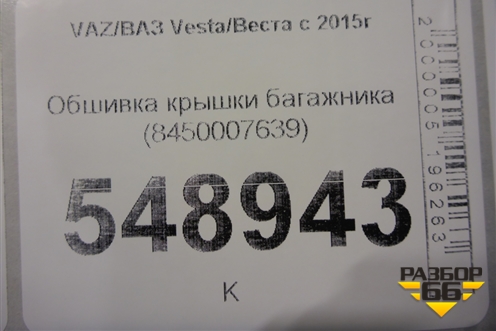 VAZ/ВАЗ Vesta/Веста с 2015г
Обшивка крышки багажника
(8450007639)
548943
К
2000005196263
РАЗБОР
66